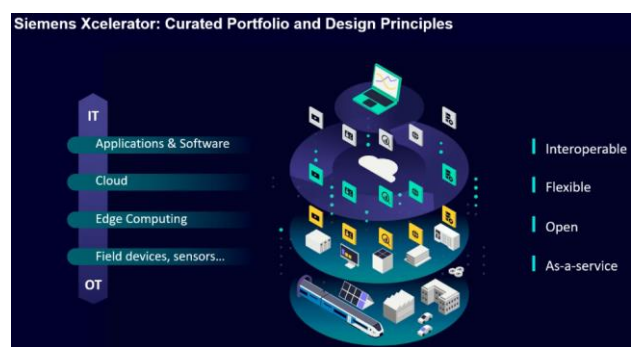 Siemens Xcelerator: Curated Portfolio and Design Principles
IT
Applications & Software
Cloud
Edge Computing
Field devices, sensors...
OT
Interoperable
Flexible
Open
As-a-service